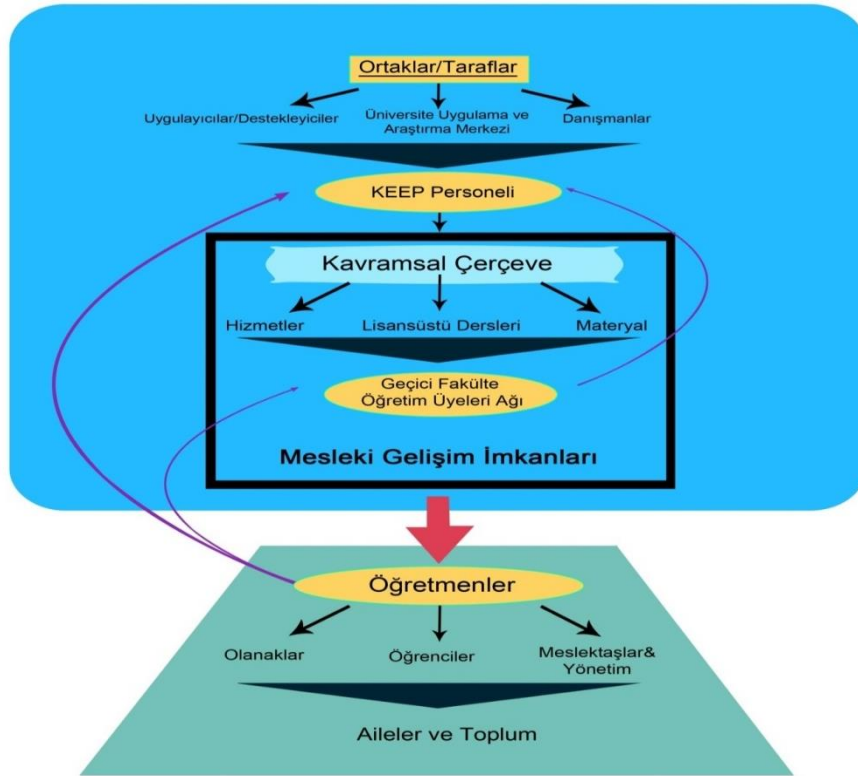 Ortaklar/Taraflar
Uygulayıcılar/Destekleyiciler
Üniversite Uygulama ve
Araştırma Merkezi
Danışmanlar
KEEP Personeli
Kavramsal Çerçeve
Hizmetler
Lisansüstü Dersleri
Materyal
Geçici Fakülte
Öğretim Üyeleri Ağı
Mesleki Gelişim İmkanları
Öğretmenler
Olanaklar
Öğrenciler
Meslektaşlar&
Yönetim
Aileler ve Toplum